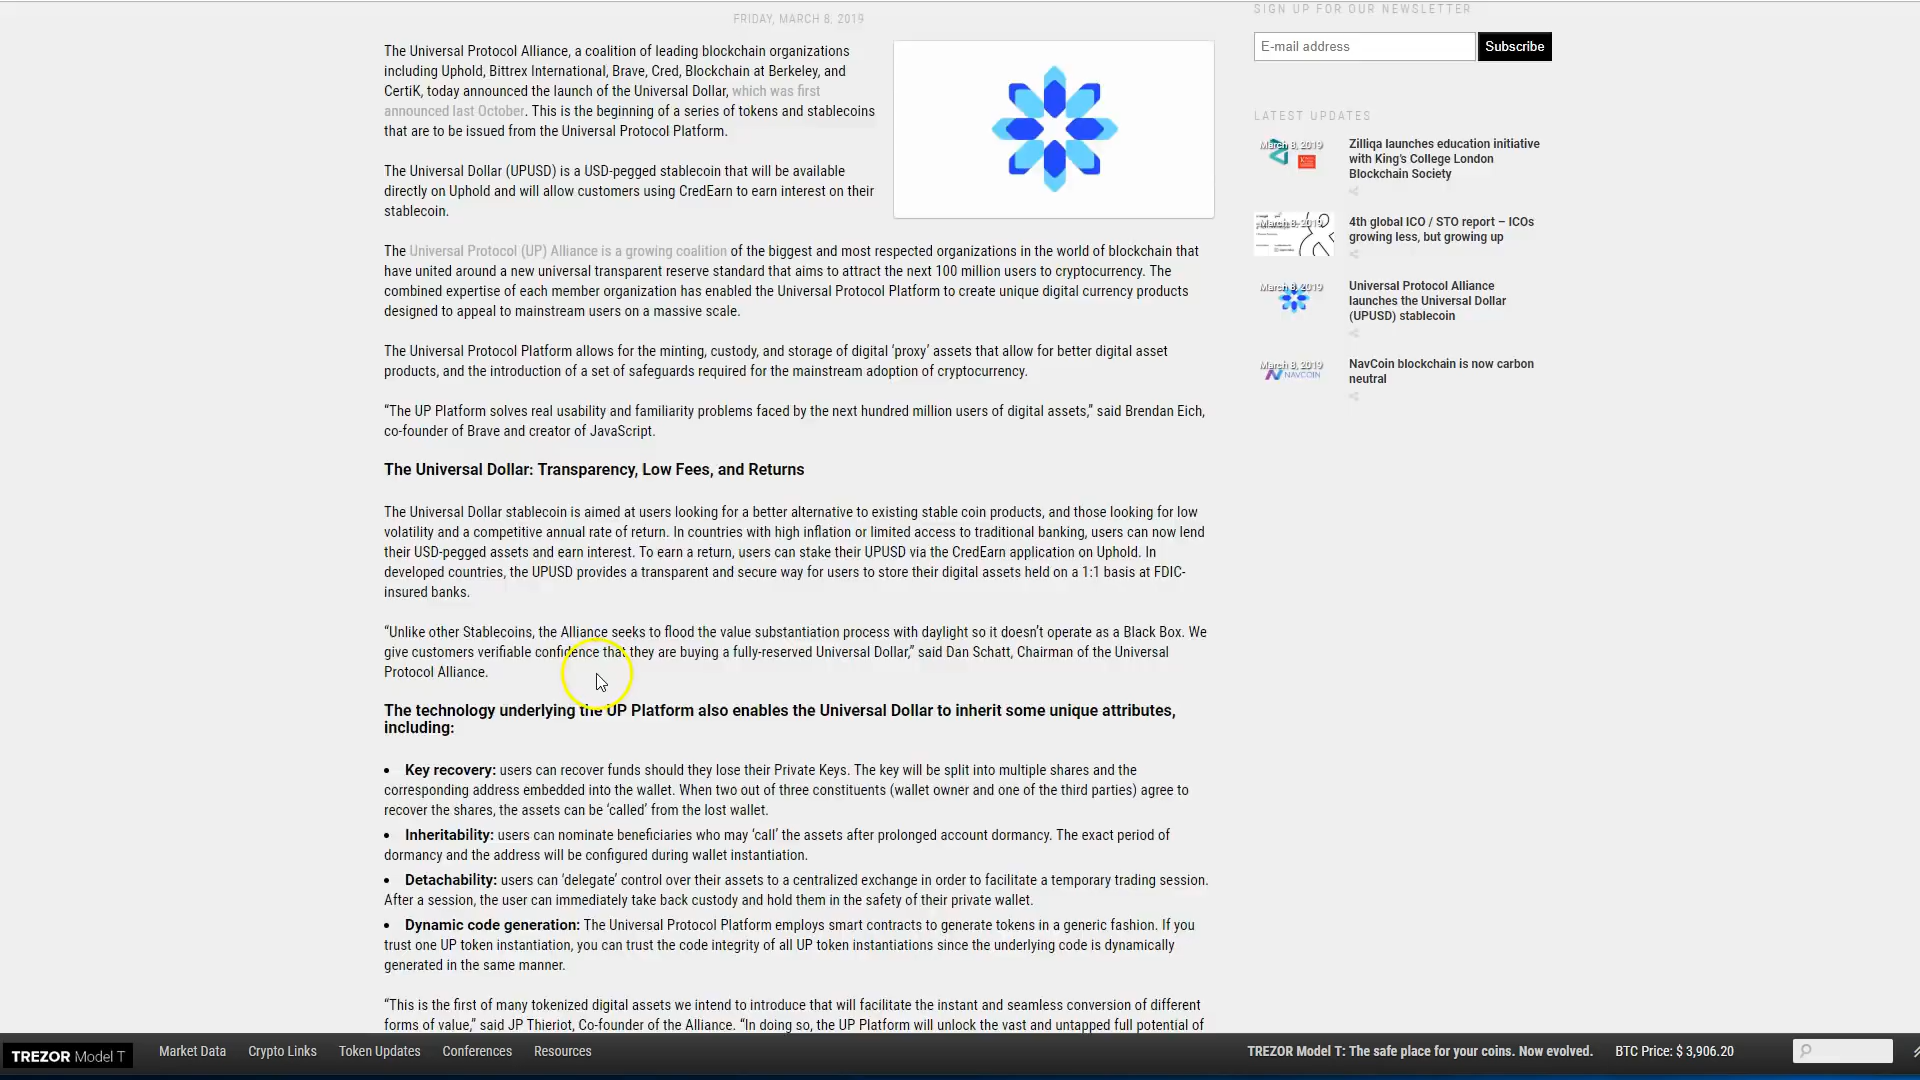 FRIDAY, MARCH 8, 2019
The Universal Protocol Alliance, a coalition of leading blockchain organizations
including Uphold, Bittrex International, Brave, Cred, Blockchain at Berkeley, and
CertiK, today announced the launch of the Universal Dollar, which was first
announced last October. This is the beginning of a series of tokens and stablecoins
that are to be issued from the Universal Protocol Platform.
The Universal Dollar (UPUSD) is a USD-pegged stablecoin that will be available
directly on Uphold and will allow customers using CredEarn to earn interest on their
stablecoin.
The Universal Protocol (UP) Alliance is a growing coalition of the biggest and most respected organizations in the world of blockchain that
have united around a new universal transparent reserve standard that aims to attract the next 100 million users to cryptocurrency. The
combined expertise of each member organization has enabled the Universal Protocol Platform to create unique digital currency products
designed to appeal to mainstream users on a massive scale.
The Universal Protocol Platform allows for the minting, custody, and storage of digital ‘proxy’ assets that allow for better digital asset
products, and the introduction of a set of safeguards required for the mainstream adoption of cryptocurrency.
“The UP Platform solves real usability and familiarity problems faced by the next hundred million users of digital assets,” said Brendan Eich,
co-founder of Brave and creator of JavaScript.
The Universal Dollar: Transparency, Low Fees, and Returns
The Universal Dollar stablecoin is aimed at users looking for a better alternative to existing stable coin products, and those looking for low
volatility and a competitive annual rate of return. In countries with high inflation or limited access to traditional banking, users can now lend
their USD-pegged assets and earn interest. To earn a return, users can stake their UPUSD via the CredEarn application on Uphold. In
developed countries, the UPUSD provides a transparent and secure way for users to store their digital assets held on a 1:1 basis at FDIC-
insured banks.
“Unlike other Stablecoins, the Alliance seeks to flood the value substantiation process with daylight so it doesn’t operate as a Black Box. We
give customers verifiable confidence that they are buying a fully-reserved Universal Dollar,” said Dan Schatt, Chairman of the Universal
Protocol Alliance.
The technology underlying the UP Platform also enables the Universal Dollar to inherit some unique attributes,
including:
• Key recovery: users can recover funds should they lose their Private Keys. The key will be split into multiple shares and the
corresponding address embedded into the wallet. When two out of three constituents (wallet owner and one of the third parties) agree to
recover the shares, the assets can be ‘called’ from the lost wallet.
• Inheritability: users can nominate beneficiaries who may ‘call’ the assets after prolonged account dormancy. The exact period of
dormancy and the address will be configured during wallet instantiation.
• Detachability: users can ‘delegate’ control over their assets to a centralized exchange in order to facilitate a temporary trading session.
After a session, the user can immediately take back custody and hold them in the safety of their private wallet.
• Dynamic code generation: The Universal Protocol Platform employs smart contracts to generate tokens in a generic fashion. If you
trust one UP token instantiation, you can trust the code integrity of all UP token instantiations since the underlying code is dynamically
generated in the same manner.
“This is the first of many tokenized digital assets we intend to introduce that will facilitate the instant and seamless conversion of different
forms of value,” said JP Thieriot, Co-founder of the Alliance. “In doing so, the UP Platform will unlock the vast and untapped full potential of
SIGN UP FOR OUR NEWSLETTER
E-mail address
Subscribe
LATEST UPDATES
March 8, 2019
Zilliqa launches education initiative
with King’s College London
Blockchain Society
March 8, 2019
4th global ICO / STO report – ICOs
growing less, but growing up
March 8, 2019
Universal Protocol Alliance
launches the Universal Dollar
(UPUSD) stablecoin
March 8, 2019
NAVCOIN
NavCoin blockchain is now carbon
neutral
TREZOR Model T
Market Data
Crypto Links
Token Updates
Conferences
Resources
TREZOR Model T: The safe place for your coins. Now evolved.
BTC Price: $ 3,906.20